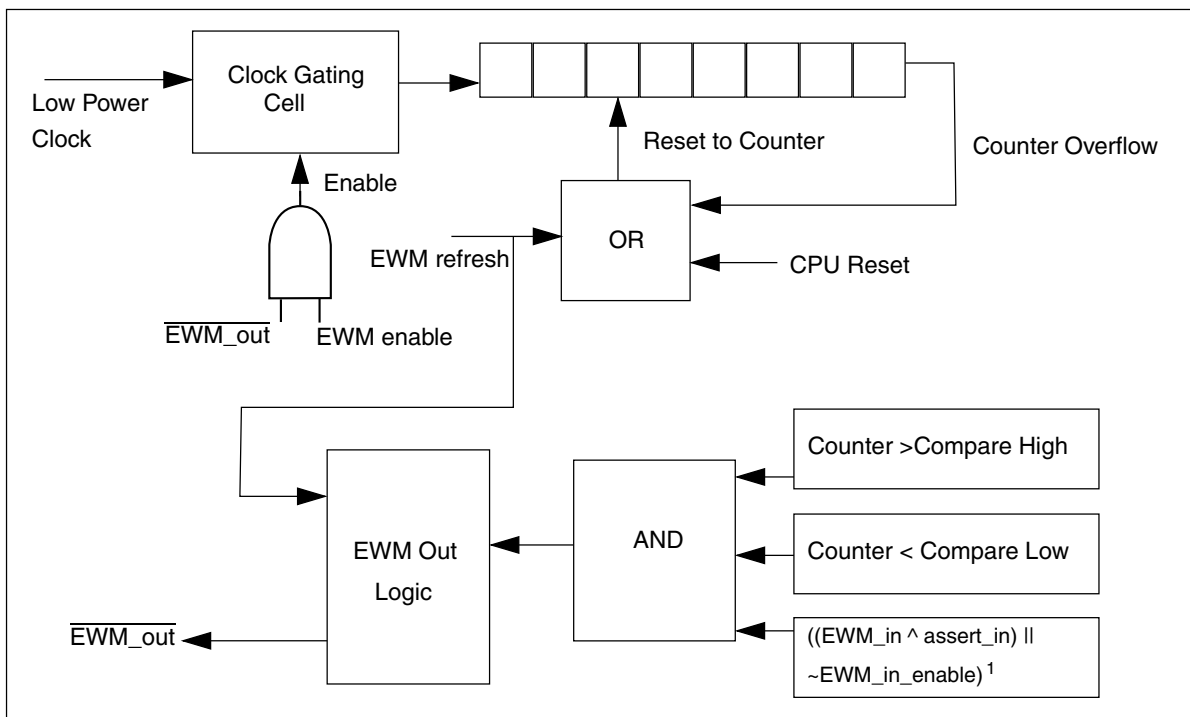 Clock Gating
Cell
Low Power
Clock
Reset to Counter
Counter Overflow
Enable
OR
EWM refresh
CPU Reset
EWM_out
EWM enable
Counter >Compare High
EWM Out
Logic
AND
Counter < Compare Low
EWM_out
((EWM_in ^ assert_in) ||
~EWM_in_enable) 1